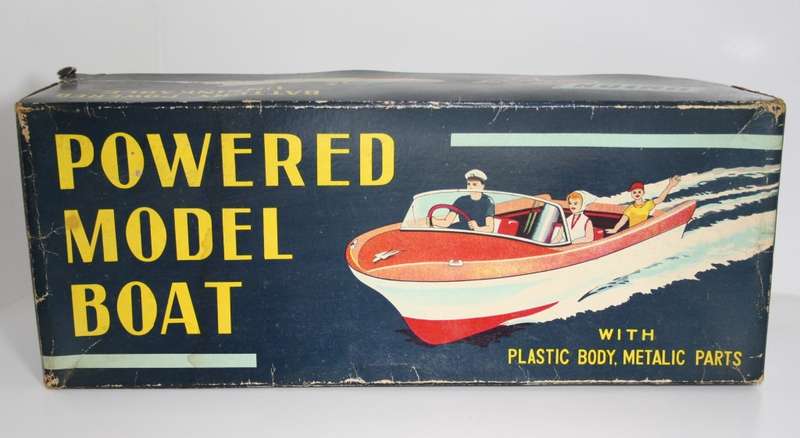 POWERED
MODEL
BOAT
WITH
PLASTIC BODY, METALIC PARTS